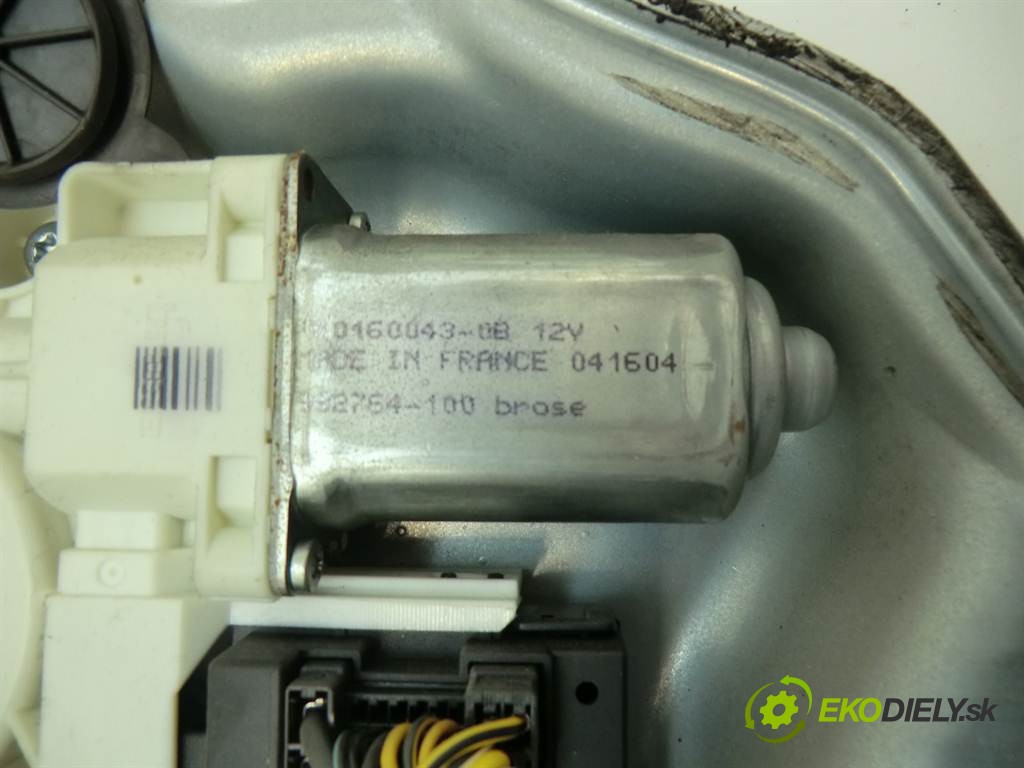 0160043-0B 12V
MADE IN FRANCE 041604
992764-100 brose
EKODIELY.sk